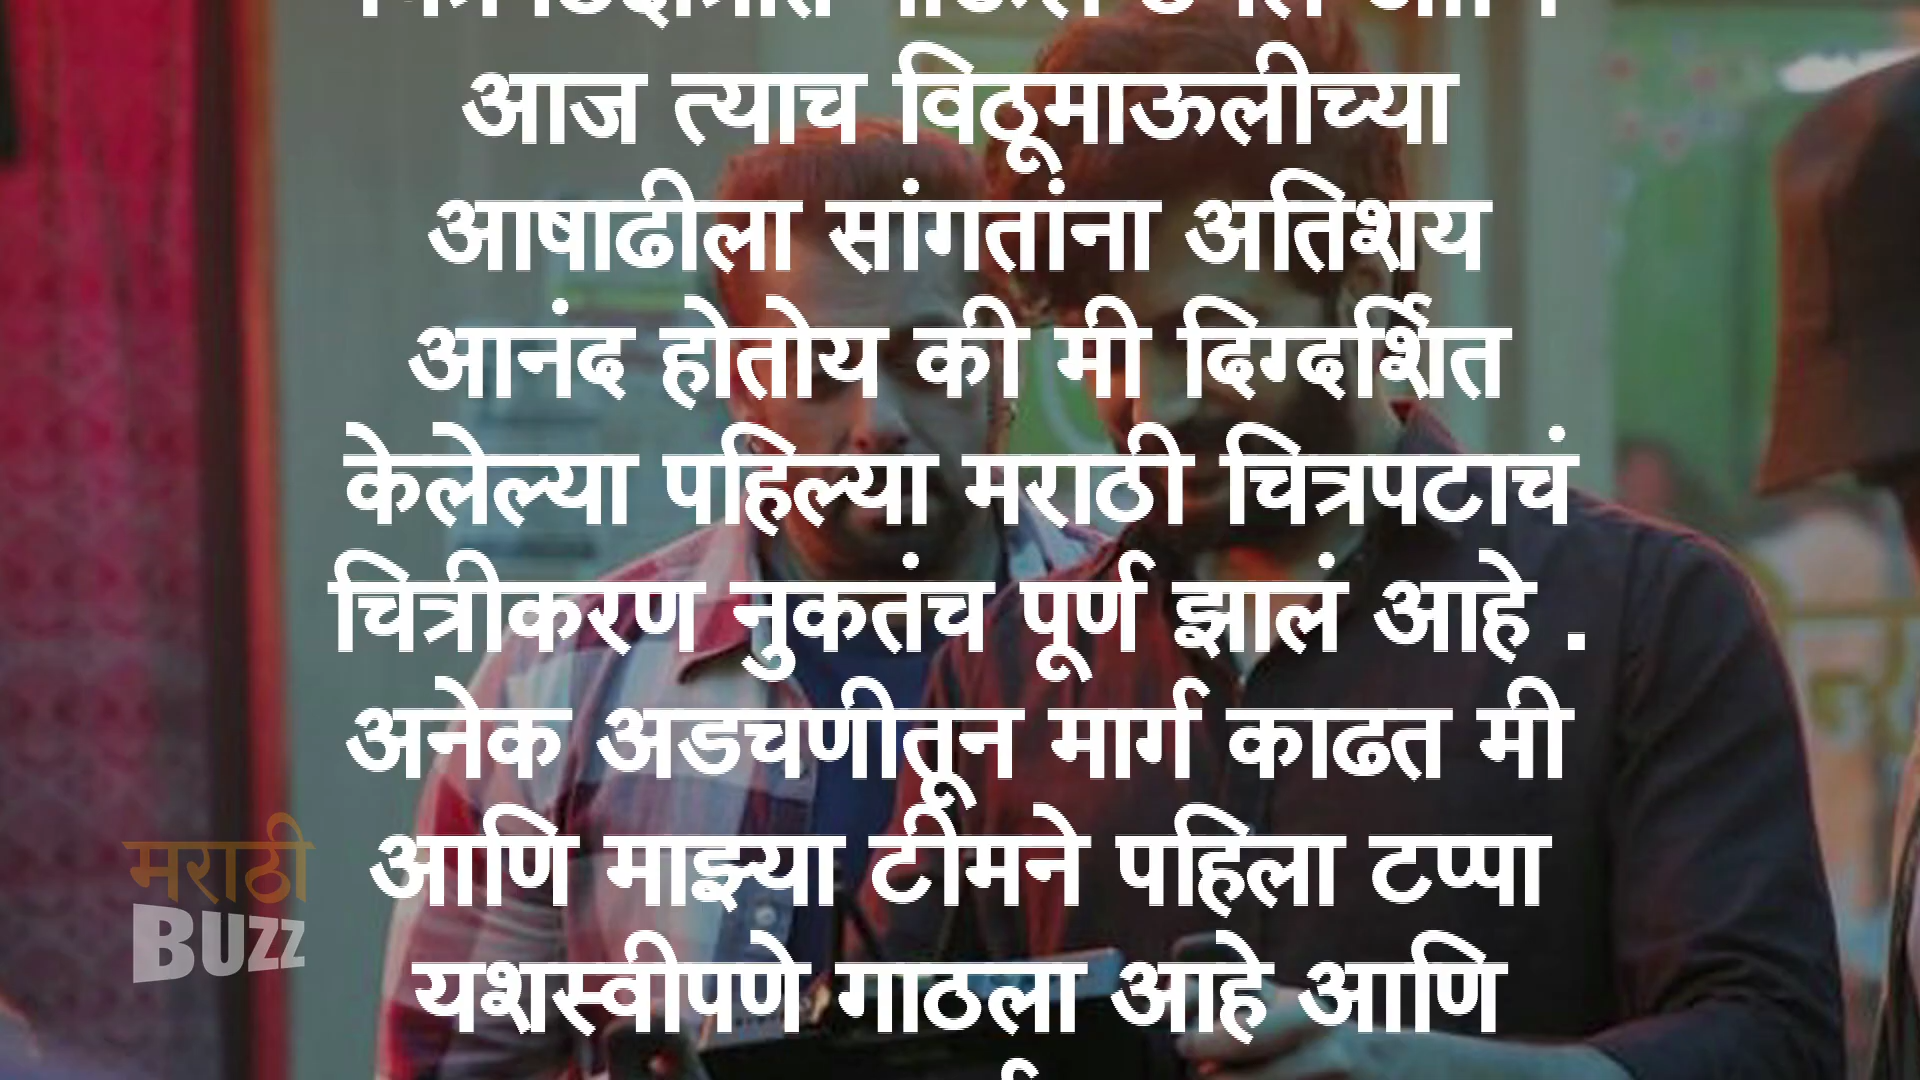 आज त्याच विठूमाऊलीच्या
आषाढीला सांगतांना अतिशय
आनंद होतोय की मी दिग्दर्शित
केलेल्या पहिल्या मराठी चित्रपटाचं
चित्रीकरण नुकतंच पूर्ण झालं आहे .
अनेक अडचणीतून मार्ग काढत मी
आणि माझ्या टीमने पहिला टप्पा
यशस्वीपणे गाठला आहे आणि
मराठी
BUZZ